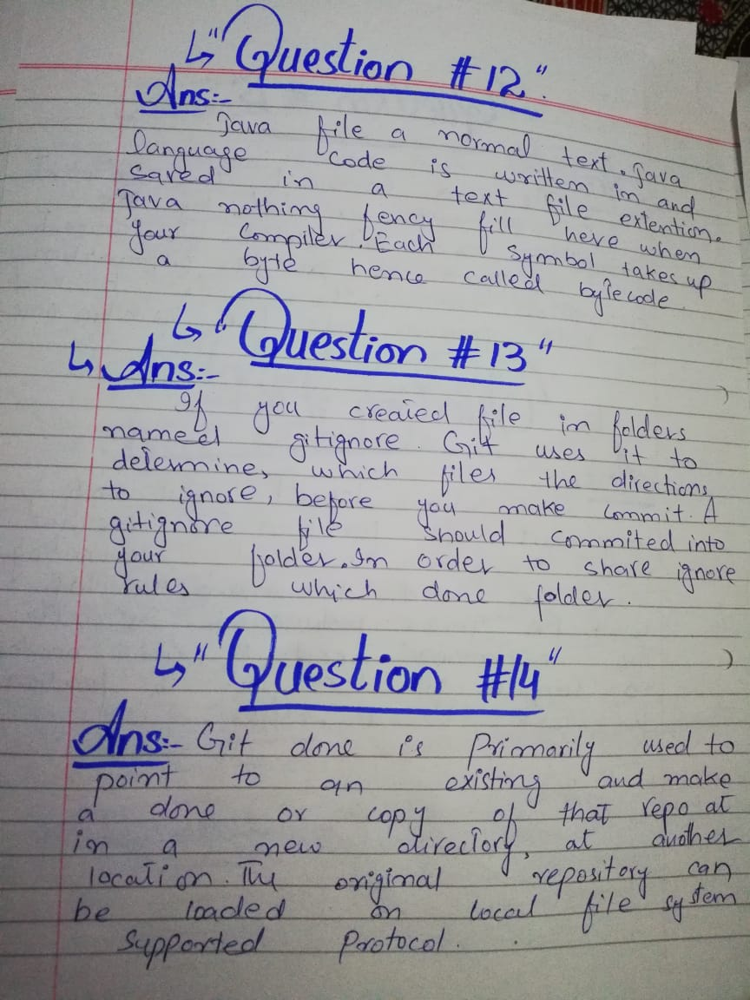 ↳ "Question #12".
Ans:-
Java file a normal text. Java
language code is written in and
saved in a text file extention.
Java nothing fency fill here when
your Compiler. Each symbol takes up
a byte hence called bytecode.
↳ "Question #13"
↳ Ans:-
If you created file in folders
named gitignore. Git uses it to
determine, which files the directions,
to ignore, before you make commit. A
gitignore file should commited into
your folder. In order to share ignore
rules which done folder.
↳ "Question #14"
Ans:- Git done is Primarily used to
point to an existing and make
a done or copy of that repo at
in a new directory, at another
location. The original repository can
be loaded on local file system
Supported Protocol.